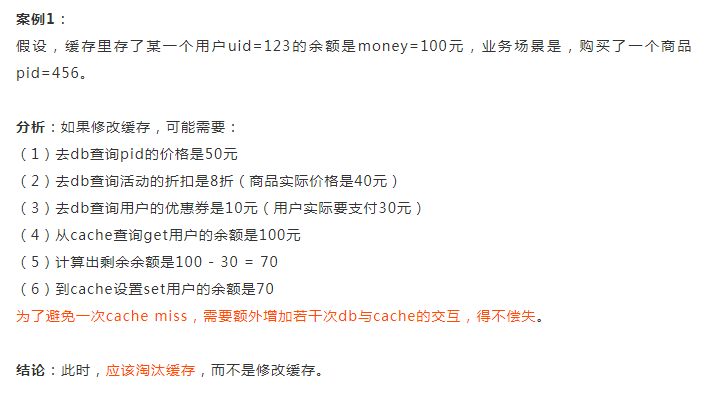 案例1：
假设，缓存里存了某一个用户uid=123的余额是money=100元，业务场景是，购买了一个商品
pid=456。
分析：如果修改缓存，可能需要：
（1）去db查询pid的价格是50元
（2）去db查询活动的折扣是8折（商品实际价格是40元）
（3）去db查询用户的优惠券是10元（用户实际要支付30元）
（4）从cache查询get用户的余额是100元
（5）计算出剩余余额是100 - 30 = 70
（6）到cache设置set用户的余额是70
为了避免一次cache miss，需要额外增加若干次db与cache的交互，得不偿失。
结论：此时，应该淘汰缓存，而不是修改缓存。